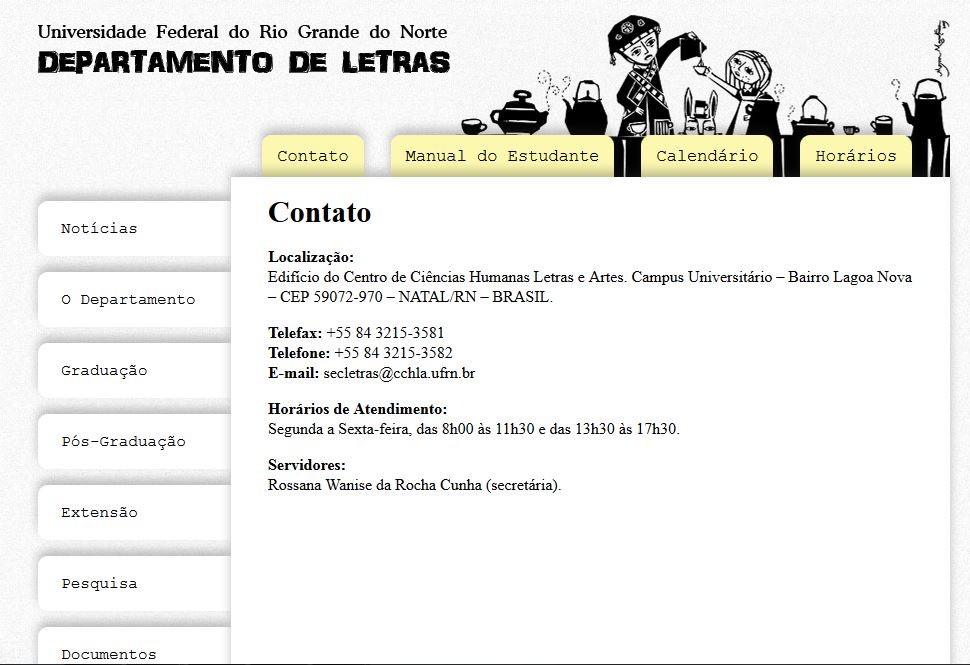 Universidade Federal do Rio Grande do Norte
DEPARTAMENTO DE LETRAS
Contato
Manual do Estudante
Calendário
Horários
Notícias
O Departamento
Graduação
Pós-Graduação
Extensão
Pesquisa
Documentos
Contato
Localização:
Edifício do Centro de Ciências Humanas Letras e Artes. Campus Universitário – Bairro Lagoa Nova
– CEP 59072-970 – NATAL/RN – BRASIL.
Telefax: +55 84 3215-3581
Telefone: +55 84 3215-3582
E-mail: secletras@cchla.ufrn.br
Horários de Atendimento:
Segunda a Sexta-feira, das 8h00 às 11h30 e das 13h30 às 17h30.
Servidores:
Rossana Wanise da Rocha Cunha (secretária).